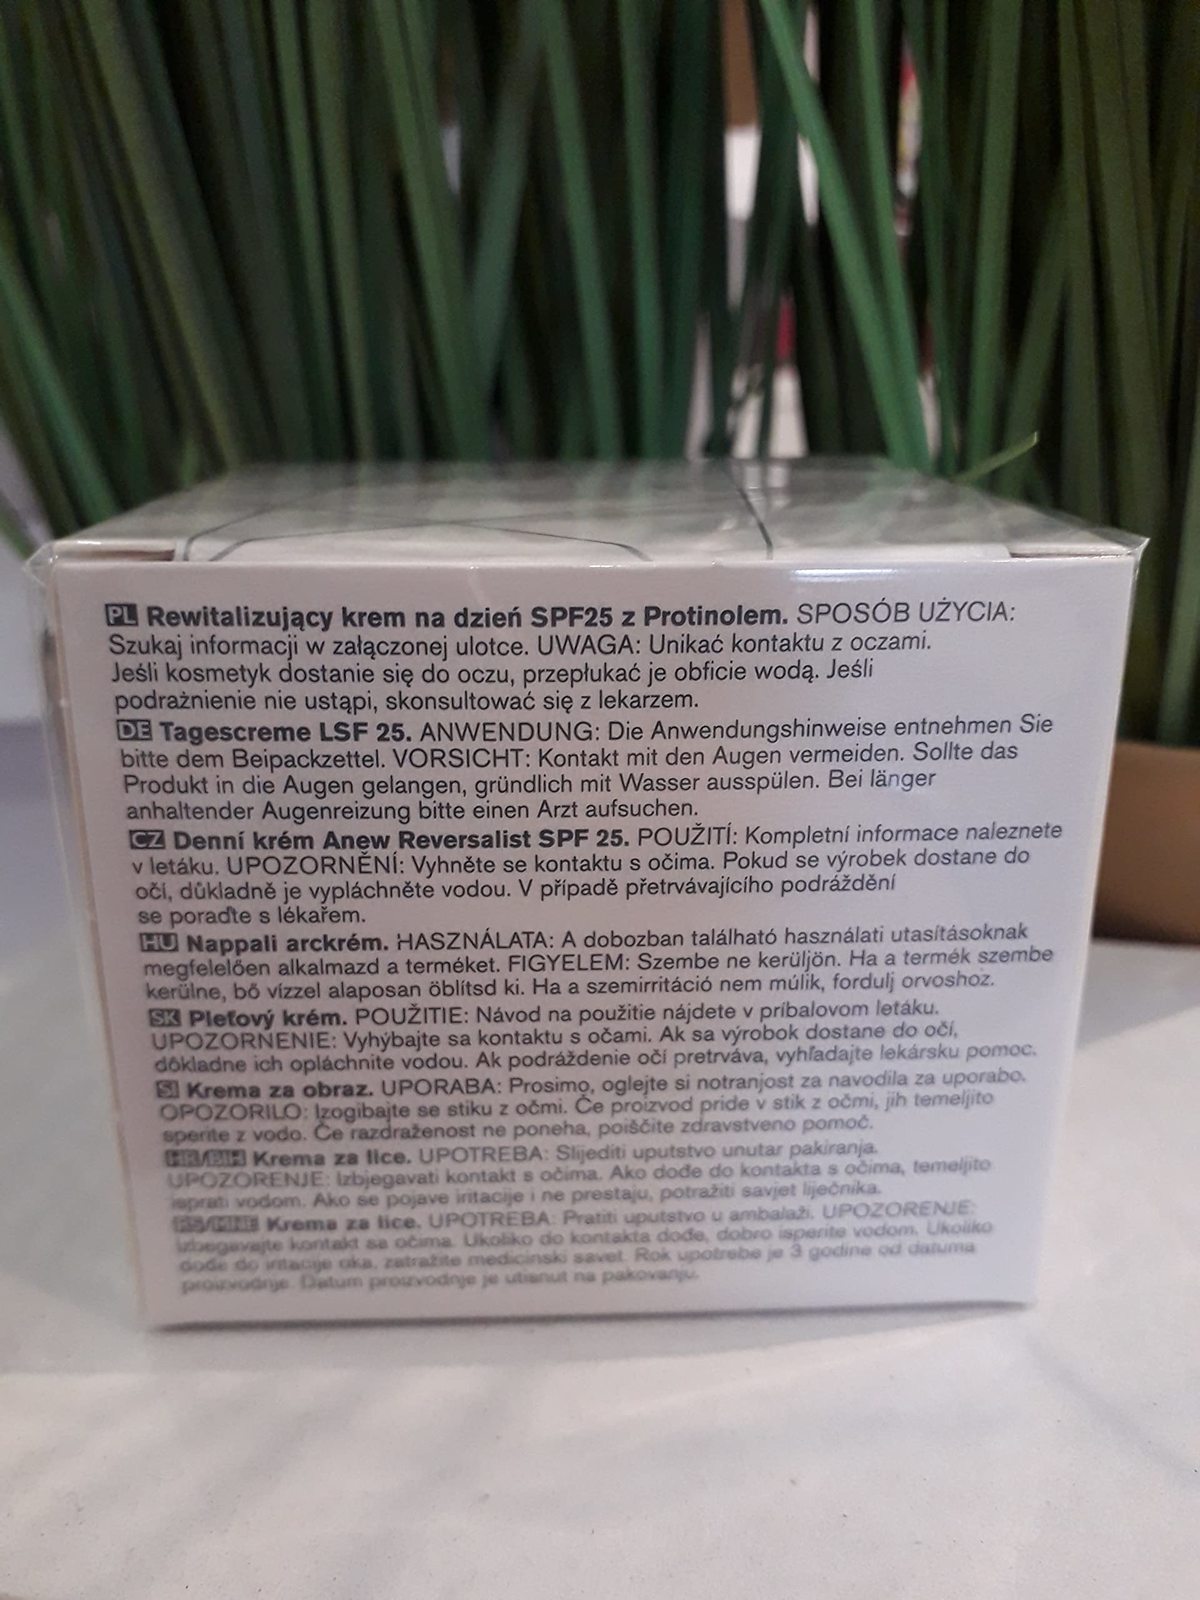 PL Rewitalizujący krem na dzień SPF25 z Protinolem. SPOSÓB UŻYCIA:
Szukaj informacji w załączonej ulotce. UWAGA: Unikać kontaktu z oczami.
Jeśli kosmetyk dostanie się do oczu, przepłukać je obficie wodą. Jeśli
podrażnienie nie ustąpi, skonsultować się z lekarzem.
DE Tagescreme LSF 25. ANWENDUNG: Die Anwendungshinweise entnehmen Sie
bitte dem Beipackzettel. VORSICHT: Kontakt mit den Augen vermeiden. Sollte das
Produkt in die Augen gelangen, gründlich mit Wasser ausspülen. Bei länger
anhaltender Augenreizung bitte einen Arzt aufsuchen.
CZ Denní krém Anew Reversalist SPF 25. POUŽITÍ: Kompletní informace naleznete
v letáku. UPOZORNĚNÍ: Vyhněte se kontaktu s očima. Pokud se výrobek dostane do
očí, důkladně je vypláchněte vodou. V případě přetrvávajícího podráždění
se poraďte s lékařem.
HU Nappali arckrém. HASZNÁLATA: A dobozban található használati utasításoknak
megfelelően alkalmazd a terméket. FIGYELEM: Szembe ne kerüljön. Ha a termék szembe
kerülne, bő vízzel alaposan öblítsd ki. Ha a szemirritáció nem múlik, fordulj orvoshoz.
SK Pleťový krém. POUŽITIE: Návod na použitie nájdete v príbalovom letáku.
UPOZORNENIE: Vyhýbajte sa kontaktu s očami. Ak sa výrobok dostane do očí,
dôkladne ich opláchnite vodou. Ak podráždenie očí pretrváva, vyhľadajte lekársku pomoc.
SI Krema za obraz. UPORABA: Prosimo, oglejte si notranjost za navodila za uporabo.
OPOZORILO: Izogibajte se stiku z očmi. Če proizvod pride v stik z očmi, jih temeljito
sperite z vodo. Če razdraženost ne poneha, poiščite zdravstveno pomoč.
HR/BIH Krema za lice. UPOTREBA: Slijediti uputstvo unutar pakiranja.
UPOZORENJE: Izbjegavati kontakt s očima. Ako dođe do kontakta s očima, temeljito
isprati vodom. Ako se pojave iritacije i ne prestaju, potražiti savjet liječnika.
RS/MNE Krema za lice. UPOTREBA: Pratiti uputstvo u ambalaži. UPOZORENJE:
Izbegavajte kontakt sa očima. Ukoliko do kontakta dođe, dobro isperite vodom. Ukoliko
dođe do iritacije oka, zatražite medicinski savet. Rok upotrebe je 3 godine od datuma
proizvodnje. Datum proizvodnje je utisnut na pakovanju.